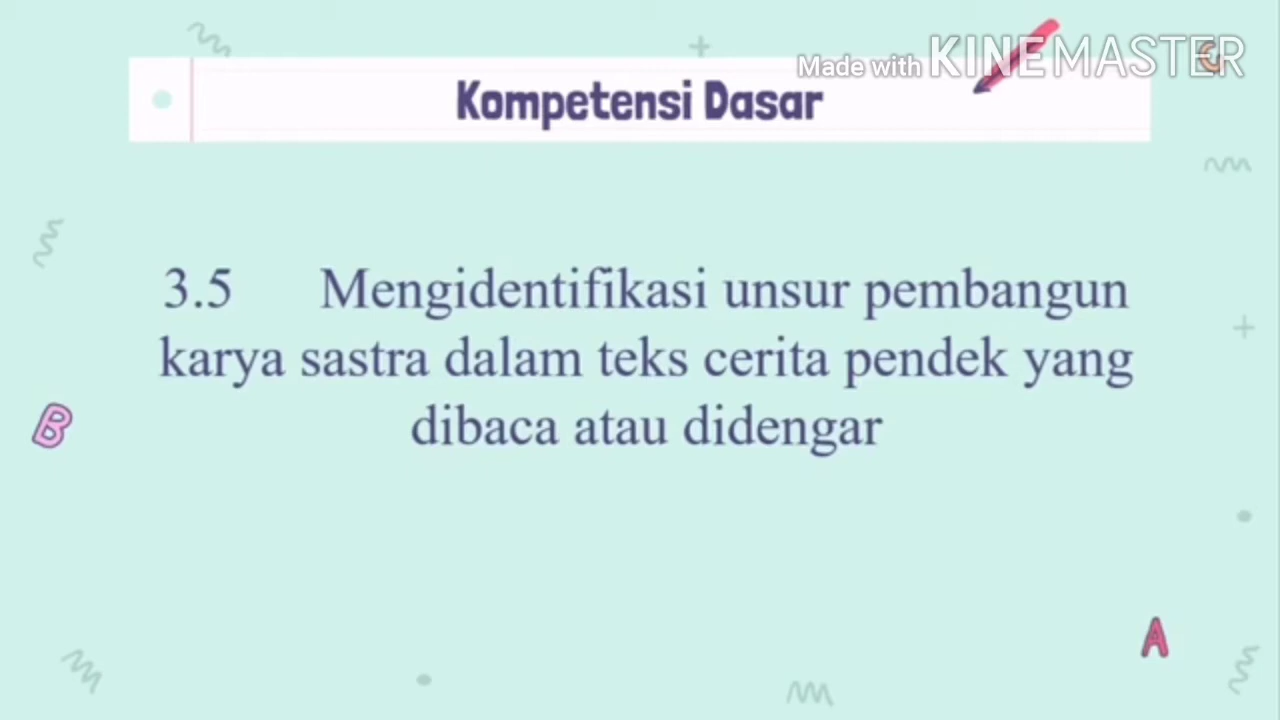 Made with KINEMASTER
C
Kompetensi Dasar
3.5 Mengidentifikasi unsur pembangun
karya sastra dalam teks cerita pendek yang
dibaca atau didengar
B
A